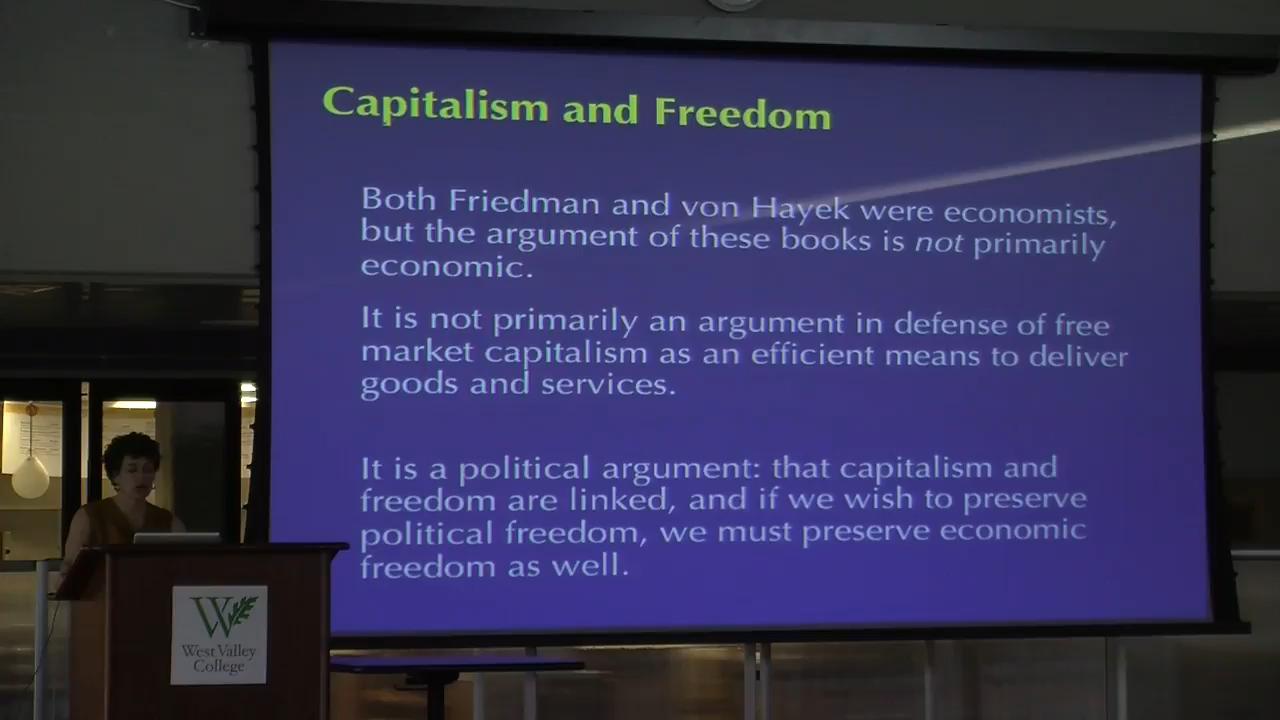 Capitalism and Freedom
Both Friedman and von Hayek were economists,
but the argument of these books is not primarily
economic.
It is not primarily an argument in defense of free
market capitalism as an efficient means to deliver
goods and services.
It is a political argument: that capitalism and
freedom are linked, and if we wish to preserve
political freedom, we must preserve economic
freedom as well.
W
West Valley
College